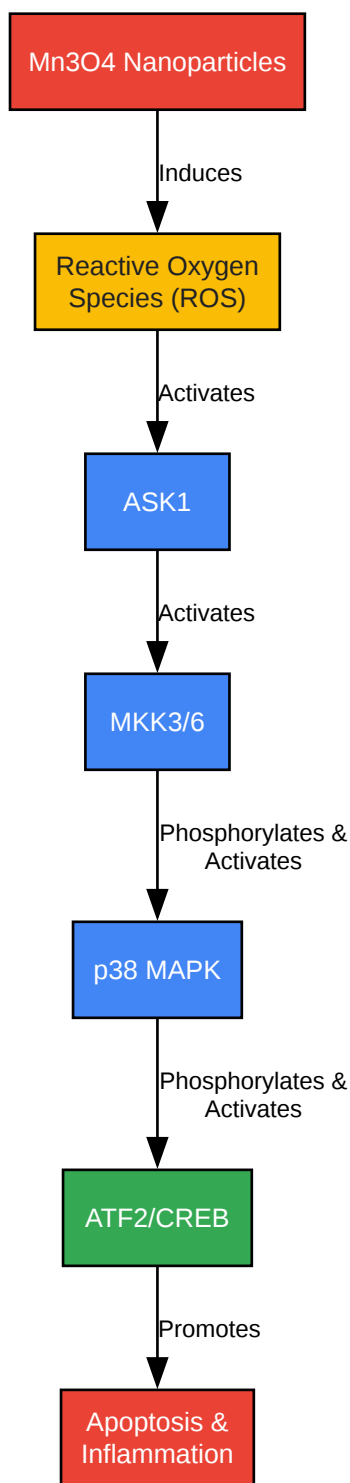 Mn3O4 Nanoparticles
Induces
Reactive Oxygen
Species (ROS)
Activates
ASK1
Activates
MKK3/6
Phosphorylates &
Activates
p38 MAPK
Phosphorylates &
Activates
ATF2/CREB
Promotes
Apoptosis &
Inflammation